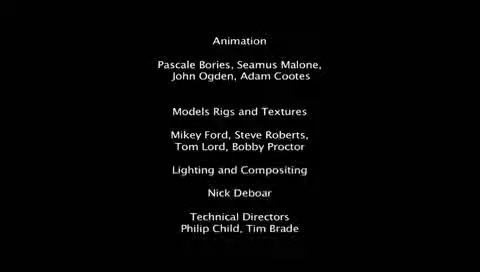 Animation
Pascale Bories, Seamus Malone,
John Ogden, Adam Cootes
Models Rigs and Textures
Mikey Ford, Steve Roberts,
Tom Lord, Bobby Proctor
Lighting and Compositing
Nick Deboar
Technical Directors
Philip Child, Tim Brade